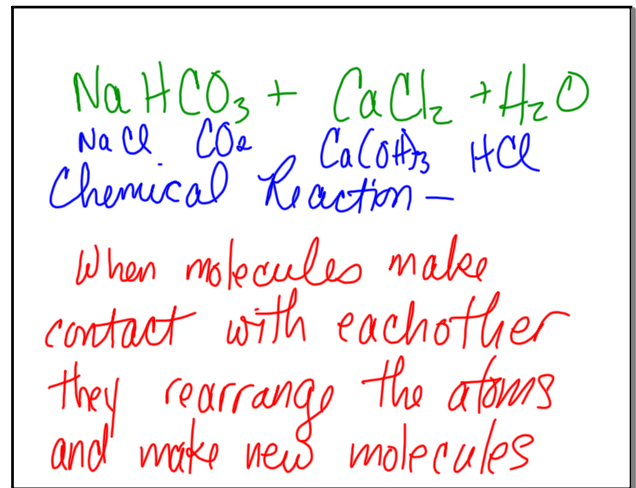 NaHCO₃ + CaCl₂ + H₂O
NaCl CO₂ Ca(OH)₃ HCl
Chemical Reaction –
When molecules make
contact with eachother
they rearrange the atoms
and make new molecules